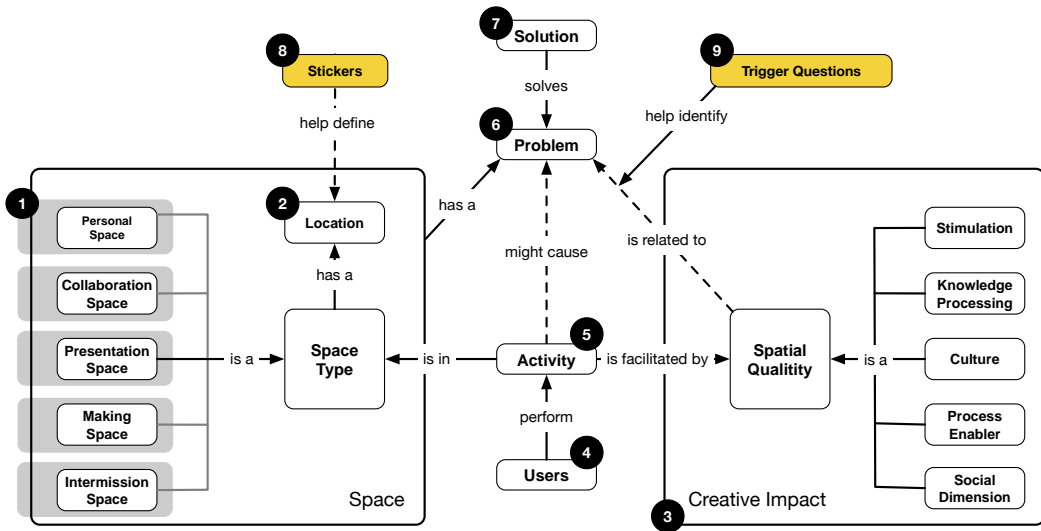 7
Solution
8
Stickers
9
Trigger Questions
solves
help define
help identify
6
Problem
1
2
Personal
Space
Location
has a
Stimulation
might cause
is related to
has a
Collaboration
Space
Knowledge
Processing
5
Presentation
Space
is a
Space
Type
is in
Activity
is facilitated by
Spatial
Qualitity
is a
Culture
perform
Making
Space
Process
Enabler
4
Users
Intermission
Space
Space
3
Creative Impact
Social
Dimension